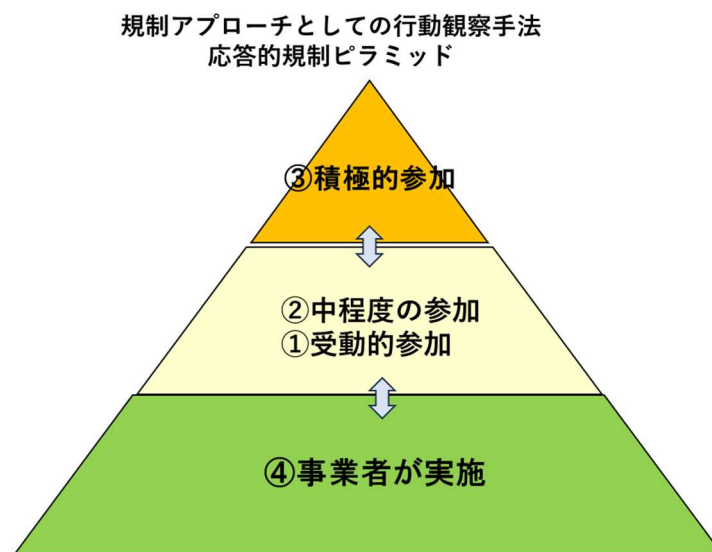 規制アプローチとしての行動観察手法
応答的規制ピラミッド
③積極的参加
②中程度の参加
①受動的参加
④事業者が実施